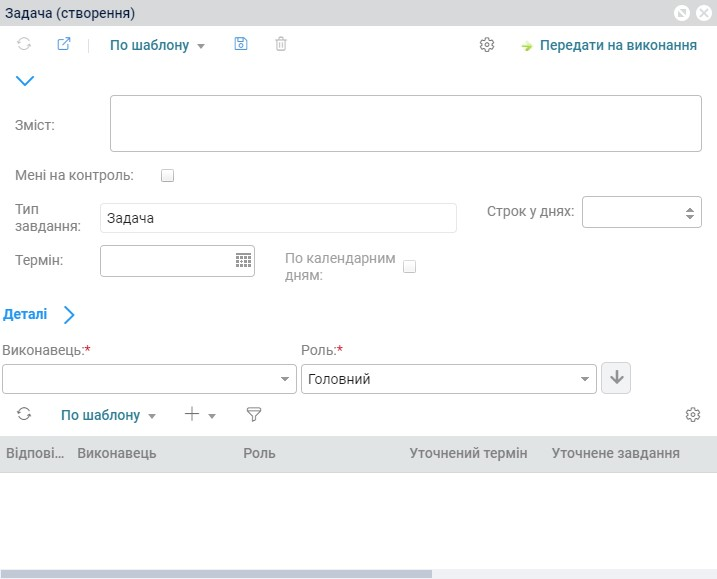 Задача (створення)
По шаблону
Передати на виконання
Зміст:
Мені на контроль:
Тип
завдання:
Задача
Строк у днях:
Термін:
По календарним
дням:
Деталі
Виконавець:*
Роль:*
Головний
По шаблону
Відпові... Виконавець Роль Уточнений термін Уточнене завдання